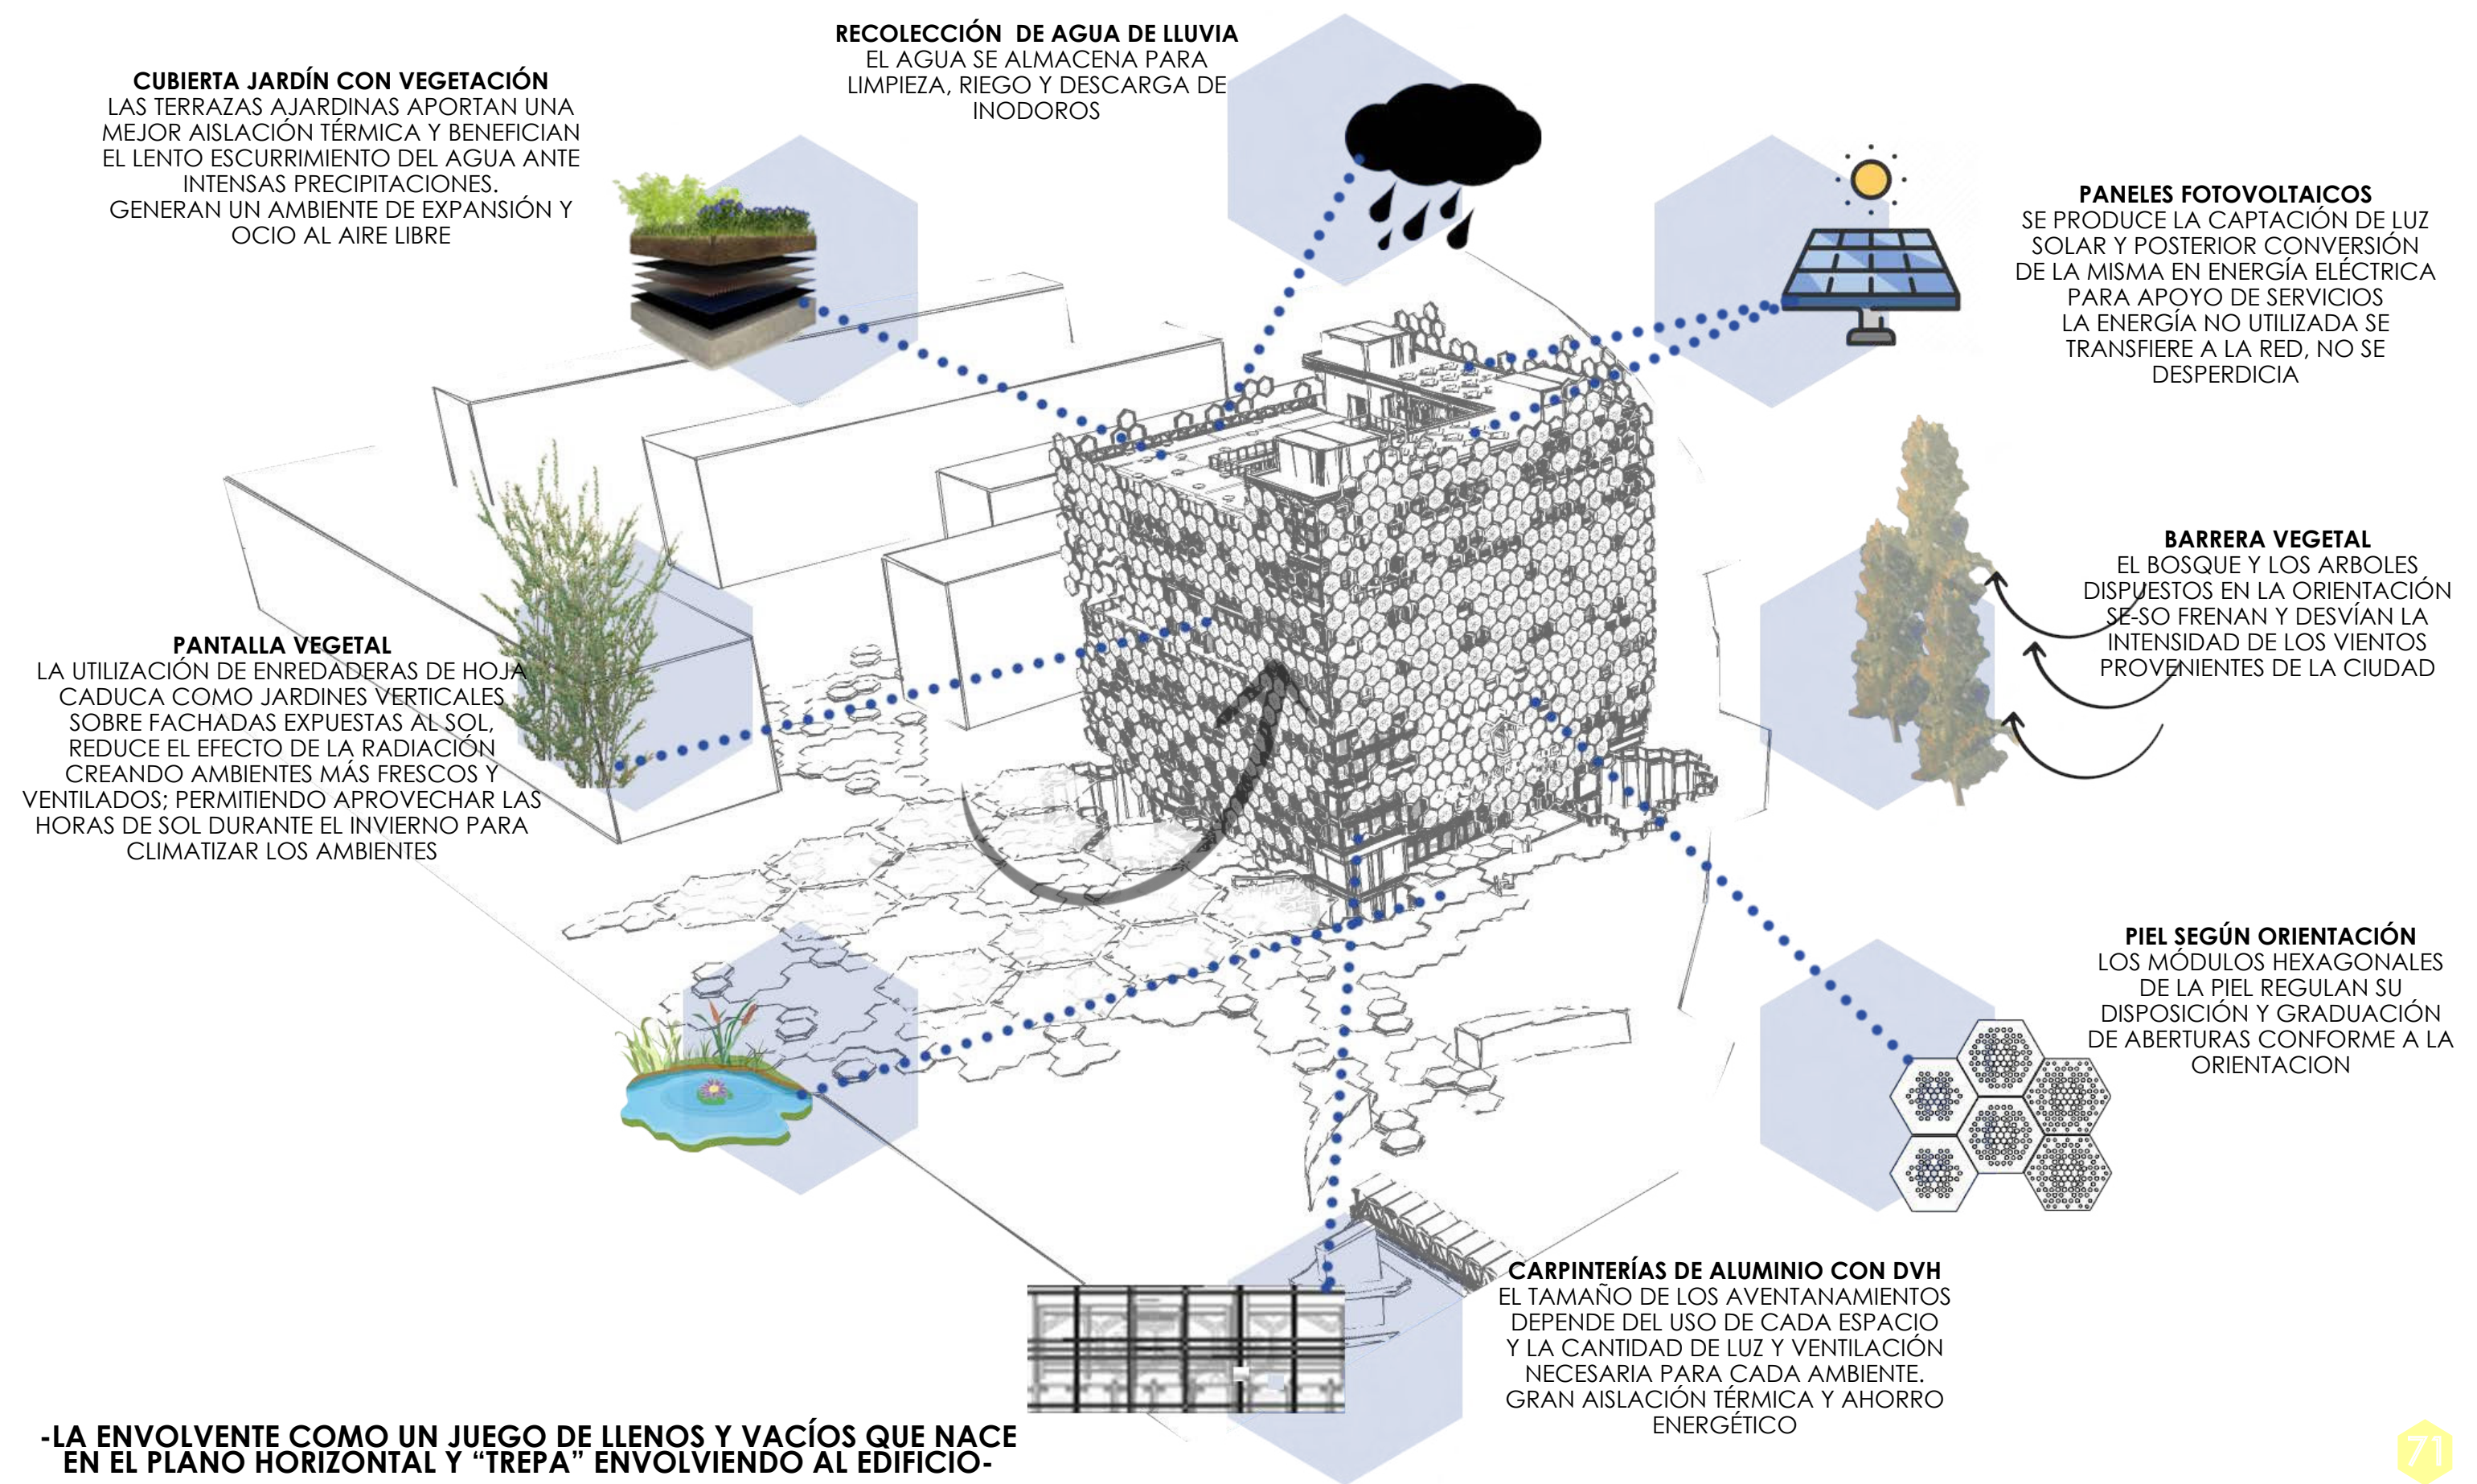 RECOLECCIÓN DE AGUA DE LLUVIA
EL AGUA SE ALMACENA PARA
LIMPIEZA, RIEGO Y DESCARGA DE
INODOROS
CUBIERTA JARDÍN CON VEGETACIÓN
LAS TERRAZAS AJARDINAS APORTAN UNA
MEJOR AISLACIÓN TÉRMICA Y BENEFICIAN
EL LENTO ESCURRIMIENTO DEL AGUA ANTE
INTENSAS PRECIPITACIONES.
GENERAN UN AMBIENTE DE EXPANSIÓN Y
OCIO AL AIRE LIBRE
PANELES FOTOVOLTAICOS
SE PRODUCE LA CAPTACIÓN DE LUZ
SOLAR Y POSTERIOR CONVERSIÓN
DE LA MISMA EN ENERGÍA ELÉCTRICA
PARA APOYO DE SERVICIOS
LA ENERGÍA NO UTILIZADA SE
TRANSFIERE A LA RED, NO SE
DESPERDICIA
BARRERA VEGETAL
EL BOSQUE Y LOS ARBOLES
DISPUESTOS EN LA ORIENTACIÓN
SE-SO FRENAN Y DESVÍAN LA
INTENSIDAD DE LOS VIENTOS
PROVENIENTES DE LA CIUDAD
PANTALLA VEGETAL
LA UTILIZACIÓN DE ENREDADERAS DE HOJA
CADUCA COMO JARDINES VERTICALES
SOBRE FACHADAS EXPUESTAS AL SOL,
REDUCE EL EFECTO DE LA RADIACIÓN
CREANDO AMBIENTES MÁS FRESCOS Y
VENTILADOS; PERMITIENDO APROVECHAR LAS
HORAS DE SOL DURANTE EL INVIERNO PARA
CLIMATIZAR LOS AMBIENTES
PIEL SEGÚN ORIENTACIÓN
LOS MÓDULOS HEXAGONALES
DE LA PIEL REGULAN SU
DISPOSICIÓN Y GRADUACIÓN
DE ABERTURAS CONFORME A LA
ORIENTACION
CARPINTERÍAS DE ALUMINIO CON DVH
EL TAMAÑO DE LOS AVENTANAMIENTOS
DEPENDE DEL USO DE CADA ESPACIO
Y LA CANTIDAD DE LUZ Y VENTILACIÓN
NECESARIA PARA CADA AMBIENTE.
GRAN AISLACIÓN TÉRMICA Y AHORRO
ENERGÉTICO
-LA ENVOLVENTE COMO UN JUEGO DE LLENOS Y VACÍOS QUE NACE
EN EL PLANO HORIZONTAL Y “TREPA” ENVOLVIENDO AL EDIFICIO-
71